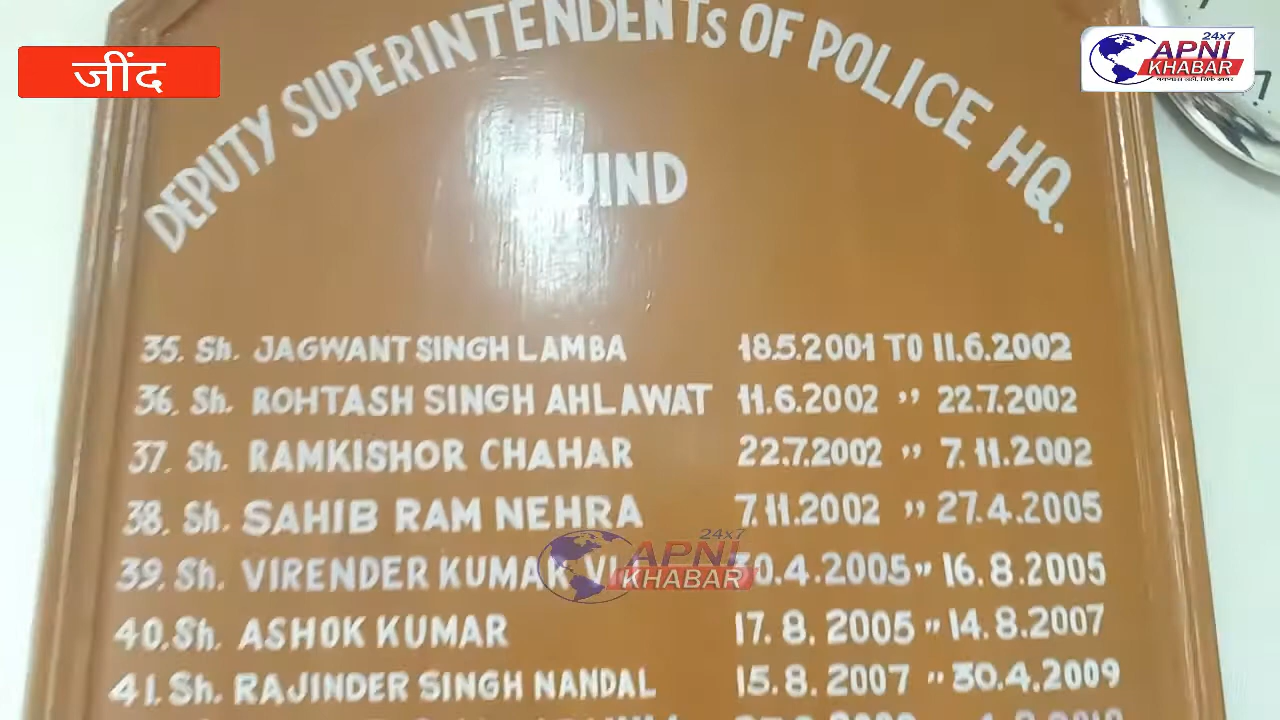 जींद
24x7
APNI
KHABAR
DEPUTY SUPERINTENDENTs OF POLICE HQ.
JIND
35. Sh. JAGWANT SINGH LAMBA 18.5.2001 TO 11.6.2002
36. Sh. ROHTASH SINGH AHLAWAT 11.6.2002 ,, 22.7.2002
37. Sh. RAMKISHOR CHAHAR 22.7.2002 ,, 7.11.2002
38. Sh. SAHIB RAM NEHRA 7.11.2002 ,, 27.4.2005
39. Sh. VIRENDER KUMAR 30.4.2005 " 16.8.2005
24x7
APNI
KHABAR
40. Sh. ASHOK KUMAR 17.8.2005 " 14.8.2007
41. Sh. RAJINDER SINGH NANDAL 15.8.2007 " 30.4.2009